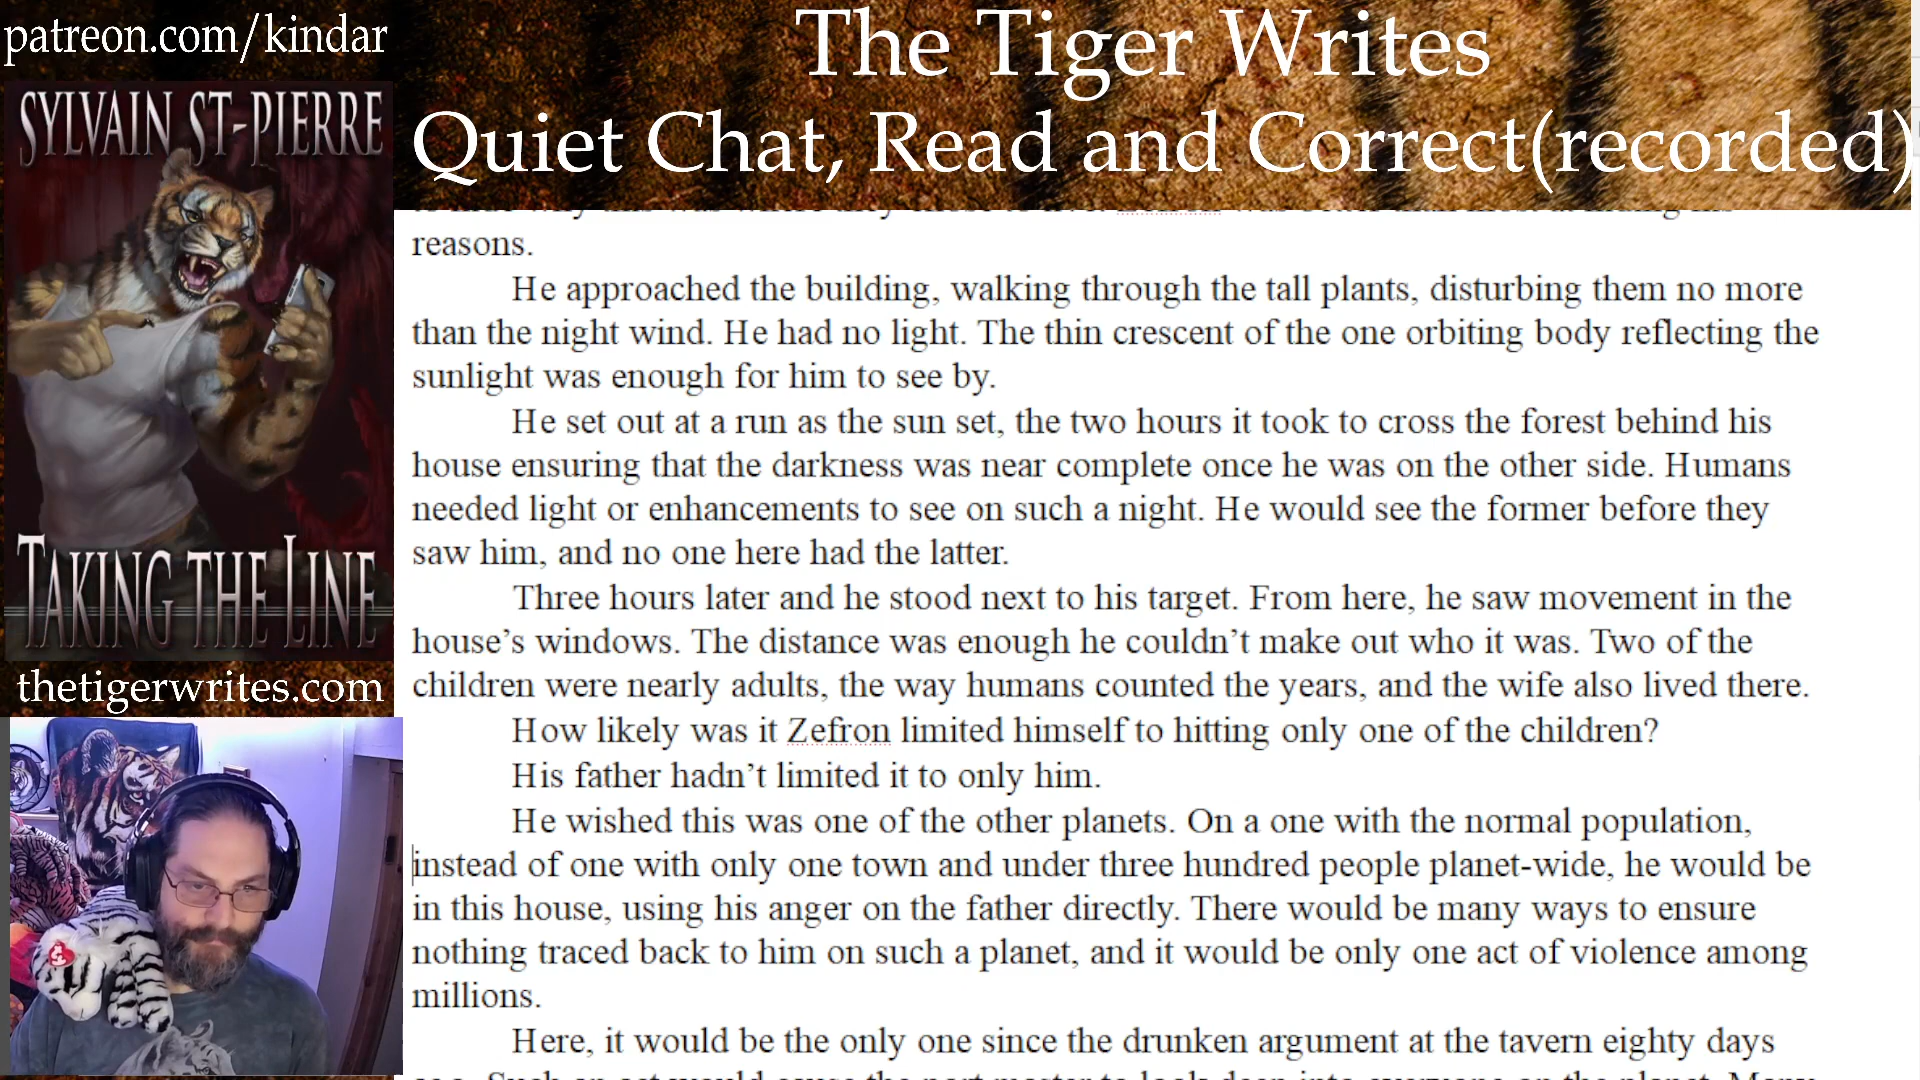 patreon.com/kindar
SYLVAIN ST-PIERRE
TAKING THE LINE
thetigerwrites.com
The Tiger Writes
Quiet Chat, Read and Correct(recorded)
reasons.
He approached the building, walking through the tall plants, disturbing them no more
than the night wind. He had no light. The thin crescent of the one orbiting body reflecting the
sunlight was enough for him to see by.
He set out at a run as the sun set, the two hours it took to cross the forest behind his
house ensuring that the darkness was near complete once he was on the other side. Humans
needed light or enhancements to see on such a night. He would see the former before they
saw him, and no one here had the latter.
Three hours later and he stood next to his target. From here, he saw movement in the
house’s windows. The distance was enough he couldn’t make out who it was. Two of the
children were nearly adults, the way humans counted the years, and the wife also lived there.
How likely was it Zefron limited himself to hitting only one of the children?
His father hadn’t limited it to only him.
He wished this was one of the other planets. On a one with the normal population,
instead of one with only one town and under three hundred people planet-wide, he would be
in this house, using his anger on the father directly. There would be many ways to ensure
nothing traced back to him on such a planet, and it would be only one act of violence among
millions.
Here, it would be the only one since the drunken argument at the tavern eighty days